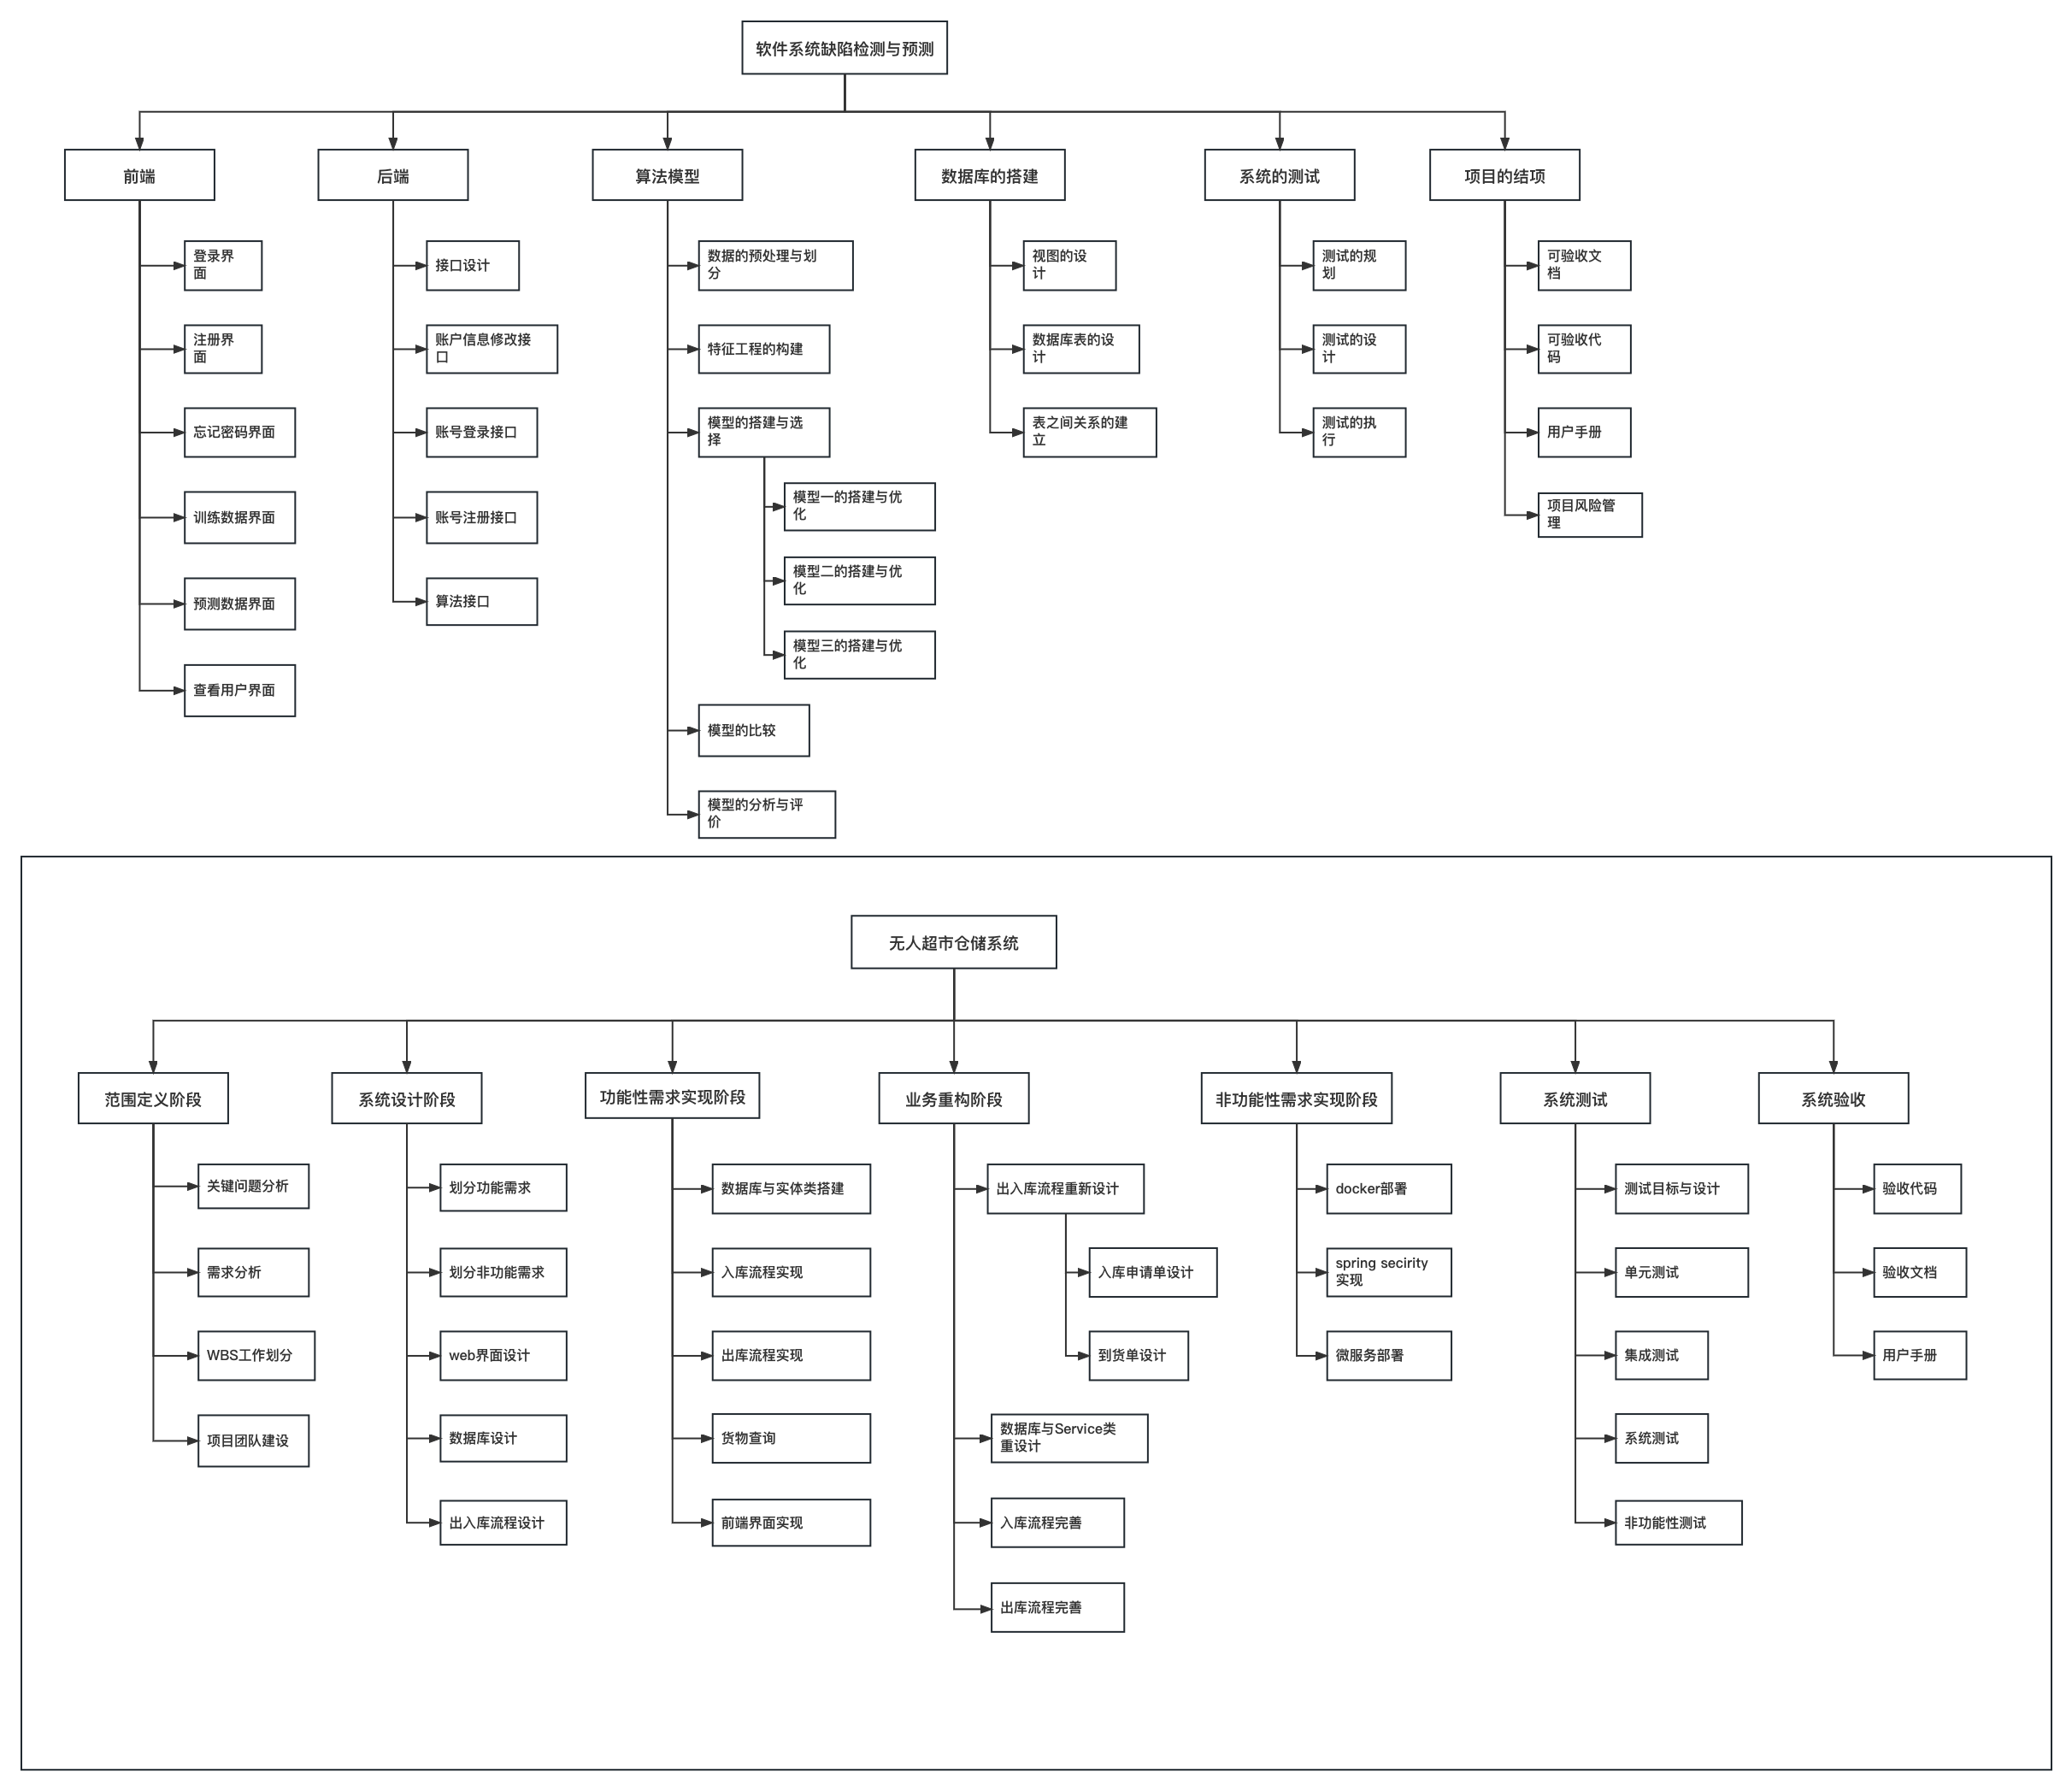 软件系统缺陷检测与预测
前端
后端
算法模型
数据库的搭建
系统的测试
项目的结项
登录界
面
注册界
面
忘记密码界面
训练数据界面
预测数据界面
查看用户界面
接口设计
账户信息修改接
口
账号登录接口
账号注册接口
算法接口
数据的预处理与划
分
特征工程的构建
模型的搭建与选
择
模型一的搭建与优
化
模型二的搭建与优
化
模型三的搭建与优
化
模型的比较
模型的分析与评
价
视图的设
计
数据库表的设
计
表之间关系的建
立
测试的规
划
测试的设
计
测试的执
行
可验收文
档
可验收代
码
用户手册
项目风险管
理
无人超市仓储系统
范围定义阶段
系统设计阶段
功能性需求实现阶段
业务重构阶段
非功能性需求实现阶段
系统测试
系统验收
关键问题分析
需求分析
WBS工作划分
项目团队建设
划分功能需求
划分非功能需求
web界面设计
数据库设计
出入库流程设计
数据库与实体类搭建
入库流程实现
出库流程实现
货物查询
前端界面实现
出入库流程重新设计
入库申请单设计
到货单设计
数据库与Service类
重设计
入库流程完善
出库流程完善
docker部署
spring secirity
实现
微服务部署
测试目标与设计
单元测试
集成测试
系统测试
非功能性测试
验收代码
验收文档
用户手册